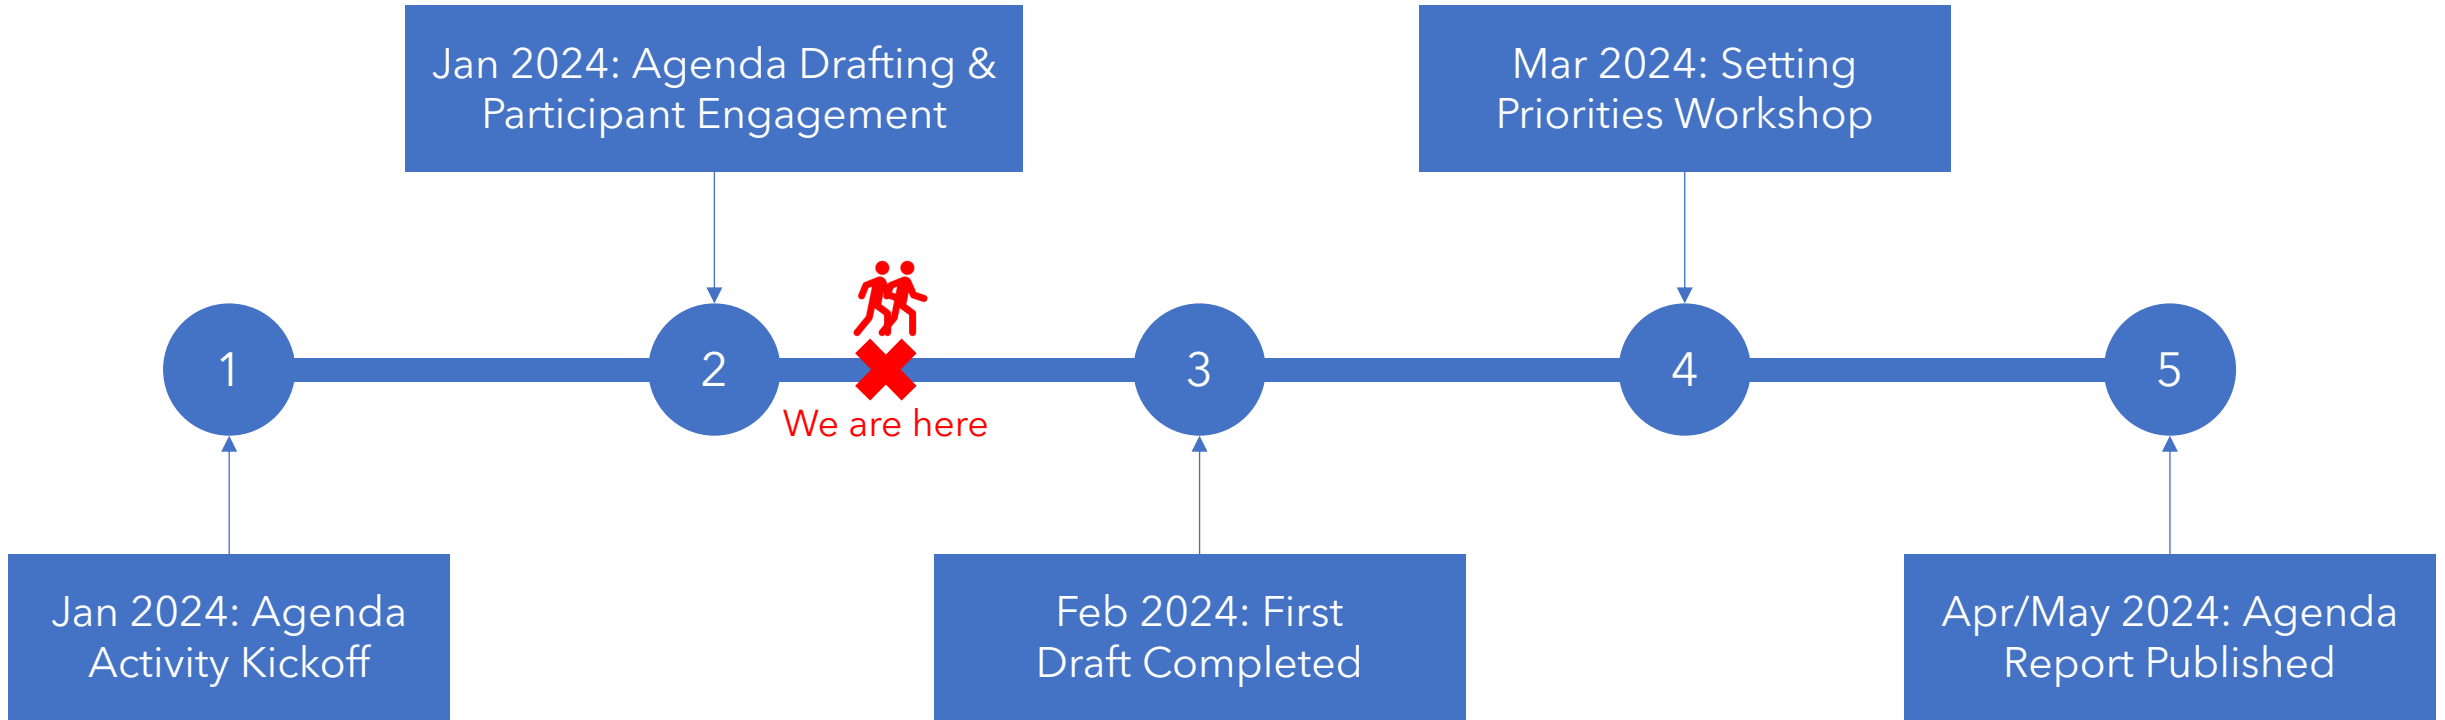 Jan 2024: Agenda Drafting &
Participant Engagement
Mar 2024: Setting
Priorities Workshop
1
2
3
4
5
We are here
Jan 2024: Agenda
Activity Kickoff
Feb 2024: First
Draft Completed
Apr/May 2024: Agenda
Report Published